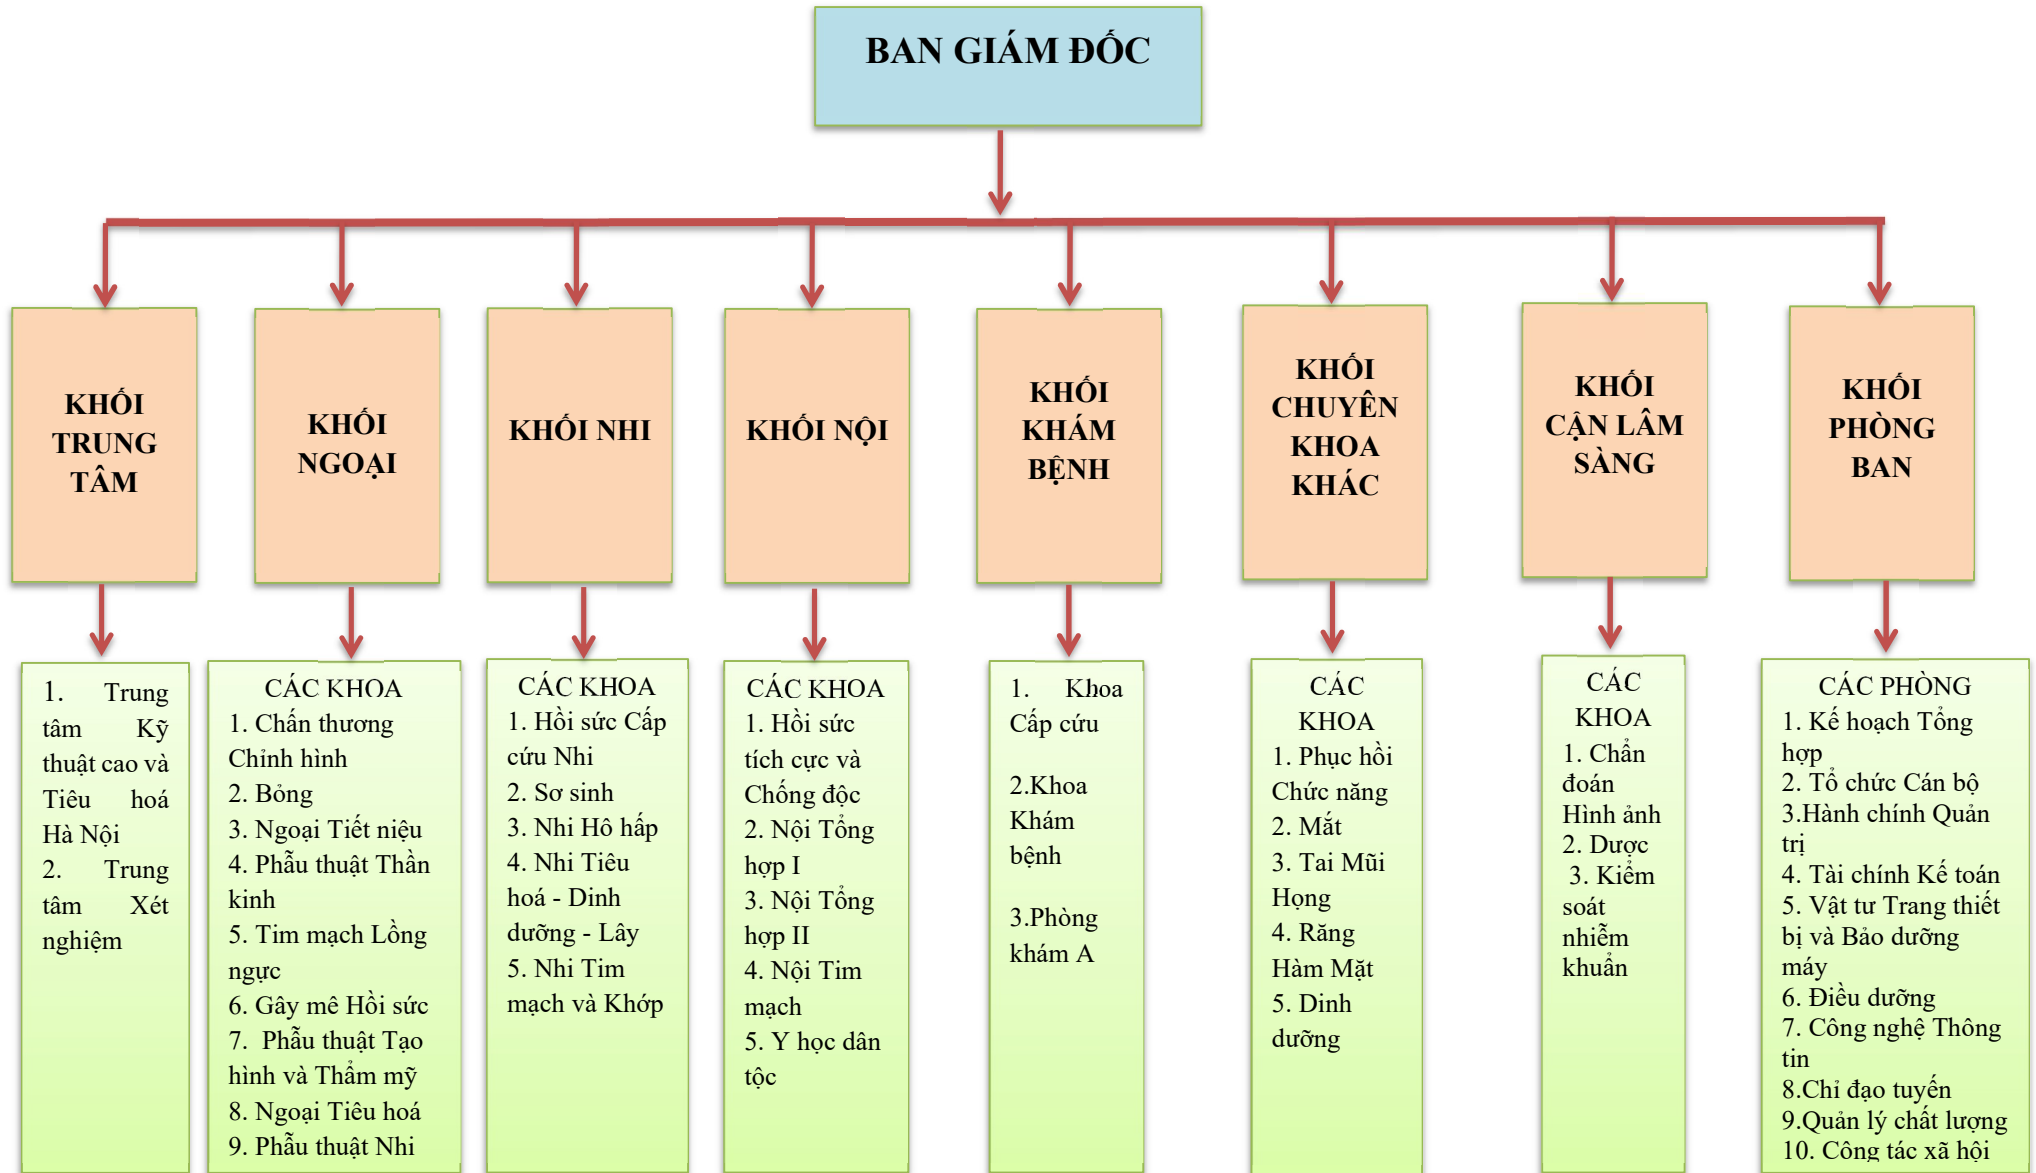 BAN GIÁM ĐỐC
KHỐI
TRUNG
TÂM
KHỐI
NGOẠI
KHỐI NHI
KHỐI NỘI
KHỐI
KHÁM
BỆNH
KHỐI
CHUYÊN
KHOA
KHÁC
KHỐI
CẬN LÂM
SÀNG
KHỐI
PHÒNG
BAN
1. Trung
tâm Kỹ
thuật cao và
Tiêu hoá
Hà Nội
2. Trung
tâm Xét
nghiệm
CÁC KHOA
1. Chấn thương
Chỉnh hình
2. Bỏng
3. Ngoại Tiết niệu
4. Phẫu thuật Thần
kinh
5. Tim mạch Lồng
ngực
6. Gây mê Hồi sức
7. Phẫu thuật Tạo
hình và Thẩm mỹ
8. Ngoại Tiêu hoá
9. Phẫu thuật Nhi
CÁC KHOA
1. Hồi sức Cấp
cứu Nhi
2. Sơ sinh
3. Nhi Hô hấp
4. Nhi Tiêu
hoá - Dinh
dưỡng - Lây
5. Nhi Tim
mạch và Khớp
CÁC KHOA
1. Hồi sức
tích cực và
Chống độc
2. Nội Tổng
hợp I
3. Nội Tổng
hợp II
4. Nội Tim
mạch
5. Y học dân
tộc
1. Khoa
Cấp cứu
2.Khoa
Khám
bệnh
3.Phòng
khám A
CÁC
KHOA
1. Phục hồi
Chức năng
2. Mắt
3. Tai Mũi
Họng
4. Răng
Hàm Mặt
5. Dinh
dưỡng
CÁC
KHOA
1. Chẩn
đoán
Hình ảnh
2. Dược
3. Kiểm
soát
nhiễm
khuẩn
CÁC PHÒNG
1. Kế hoạch Tổng
hợp
2. Tổ chức Cán bộ
3.Hành chính Quản
trị
4. Tài chính Kế toán
5. Vật tư Trang thiết
bị và Bảo dưỡng
máy
6. Điều dưỡng
7. Công nghệ Thông
tin
8.Chỉ đạo tuyến
9.Quản lý chất lượng
10. Công tác xã hội